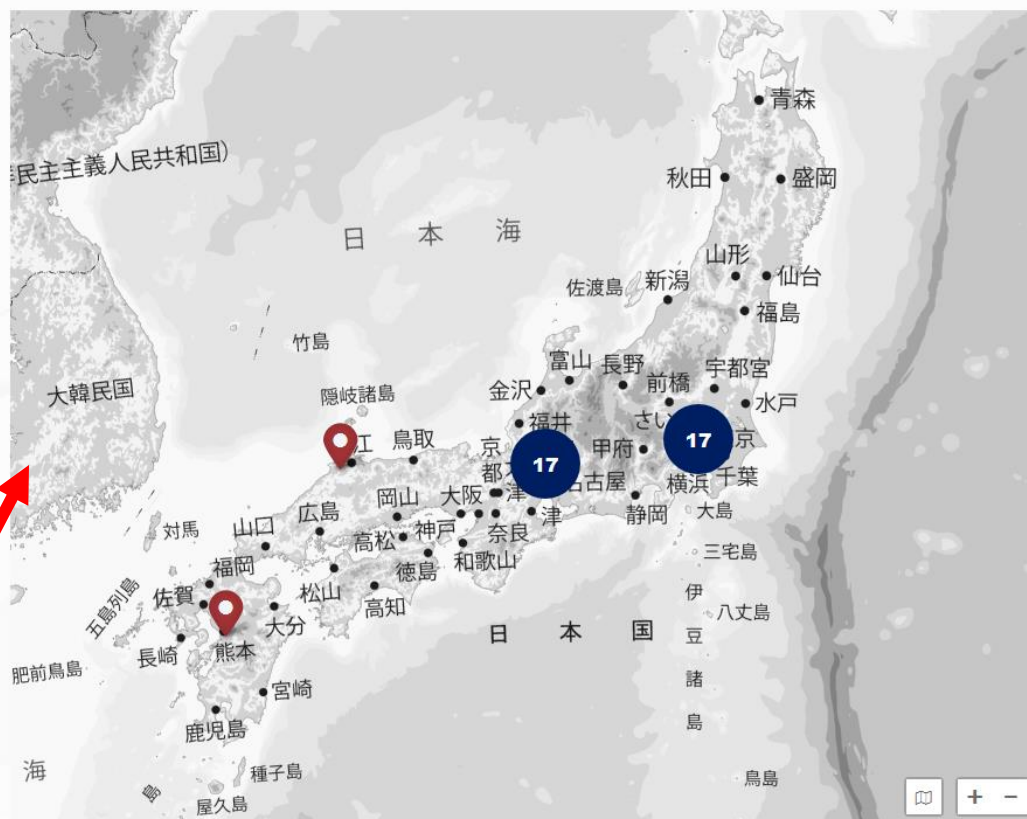 青森
民主主義人民共和国)
秋田
盛岡
日本海
山形
仙台
佐渡島
新潟
福島
竹島
富山
長野
前橋
宇都宮
大韓民国
隠岐諸島
金沢
水戸
福井
さい
17
京
江
鳥取
京都
17
甲府
千葉
名古屋
横浜
岡山
大阪
津
津
静岡
大島
対馬
山口
広島
神戸
奈良
高松
和歌山
三宅島
福岡
徳島
佐賀
松山
高知
伊豆諸島
八丈島
五島列島
大分
日本国
長崎
熊本
肥前鳥島
宮崎
鹿児島
海
種子島
島
屋久島
鳥島
+ −